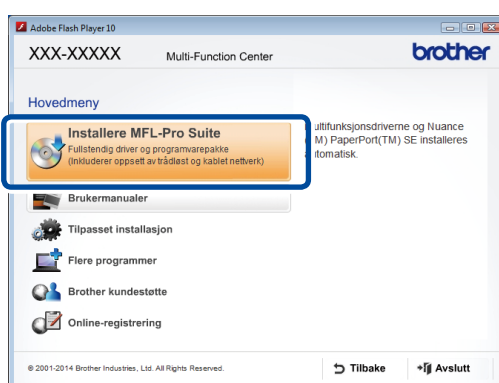 Adobe Flash Player 10
XXX-XXXXX
Multi-Function Center
brother
Hovedmeny
Installere MFL-Pro Suite
Fullstendig driver og programvarepakke
(Inkluderer oppsett av trådløst og kablet nettverk)
ultifunksjonsdriverne og Nuance
M) PaperPort(TM) SE installeres
tomatisk.
Brukermanualer
Tilpasset installasjon
Flere programmer
Brother kundestøtte
Online-registrering
© 2001-2014 Brother Industries, Ltd. All Rights Reserved.
Tilbake
Avslutt